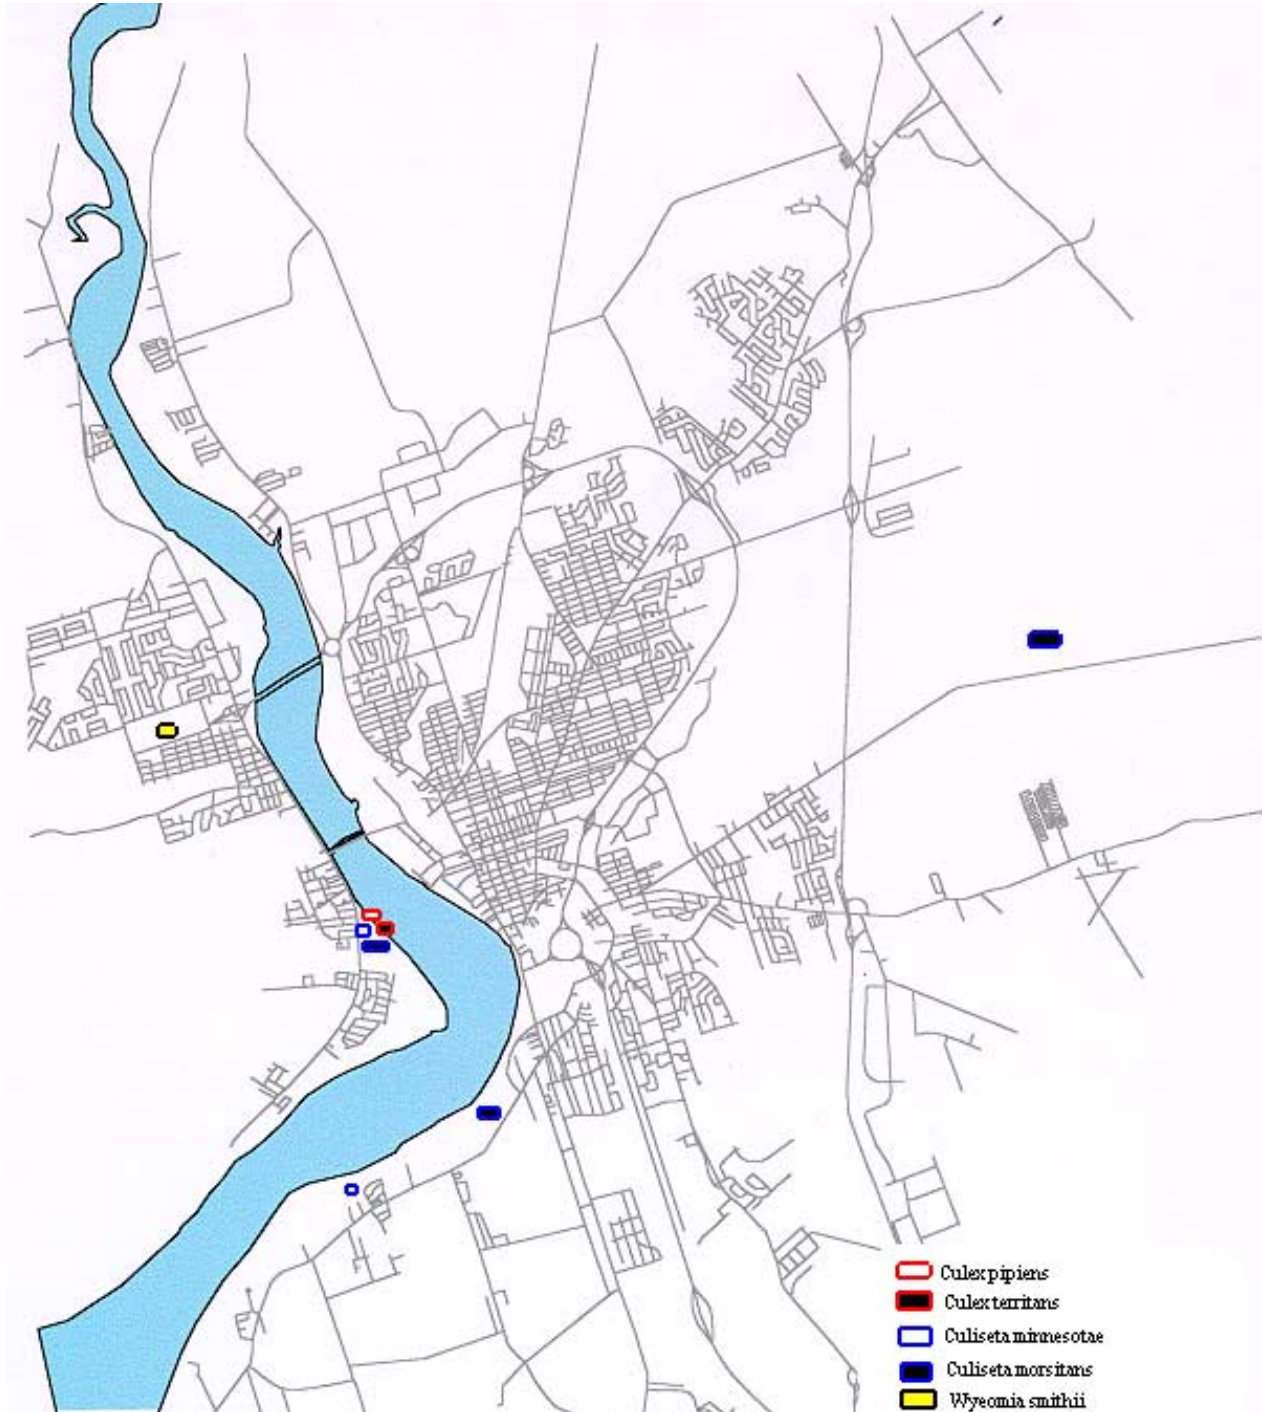 Culex pipiens
Culex territans
Culiseta minnesotae
Culiseta morsitans
Wyeomia smithii